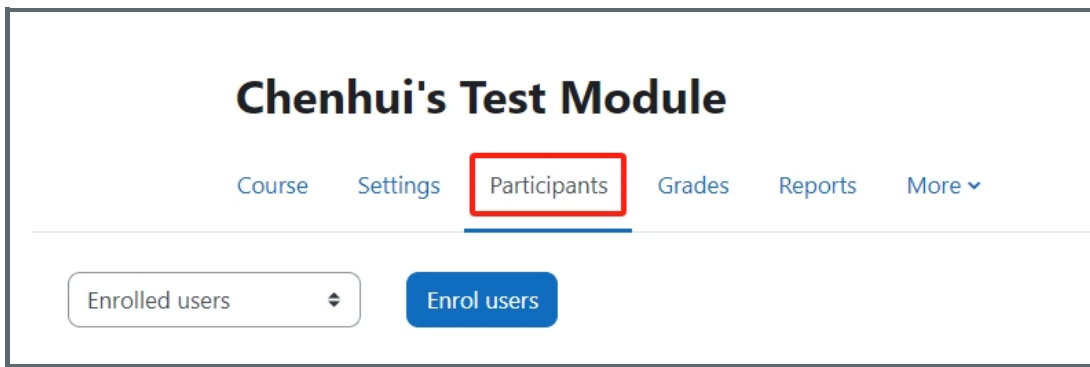 Chenhui's Test Module
Course Settings Participants Grades Reports More
Enrolled users Enrol users